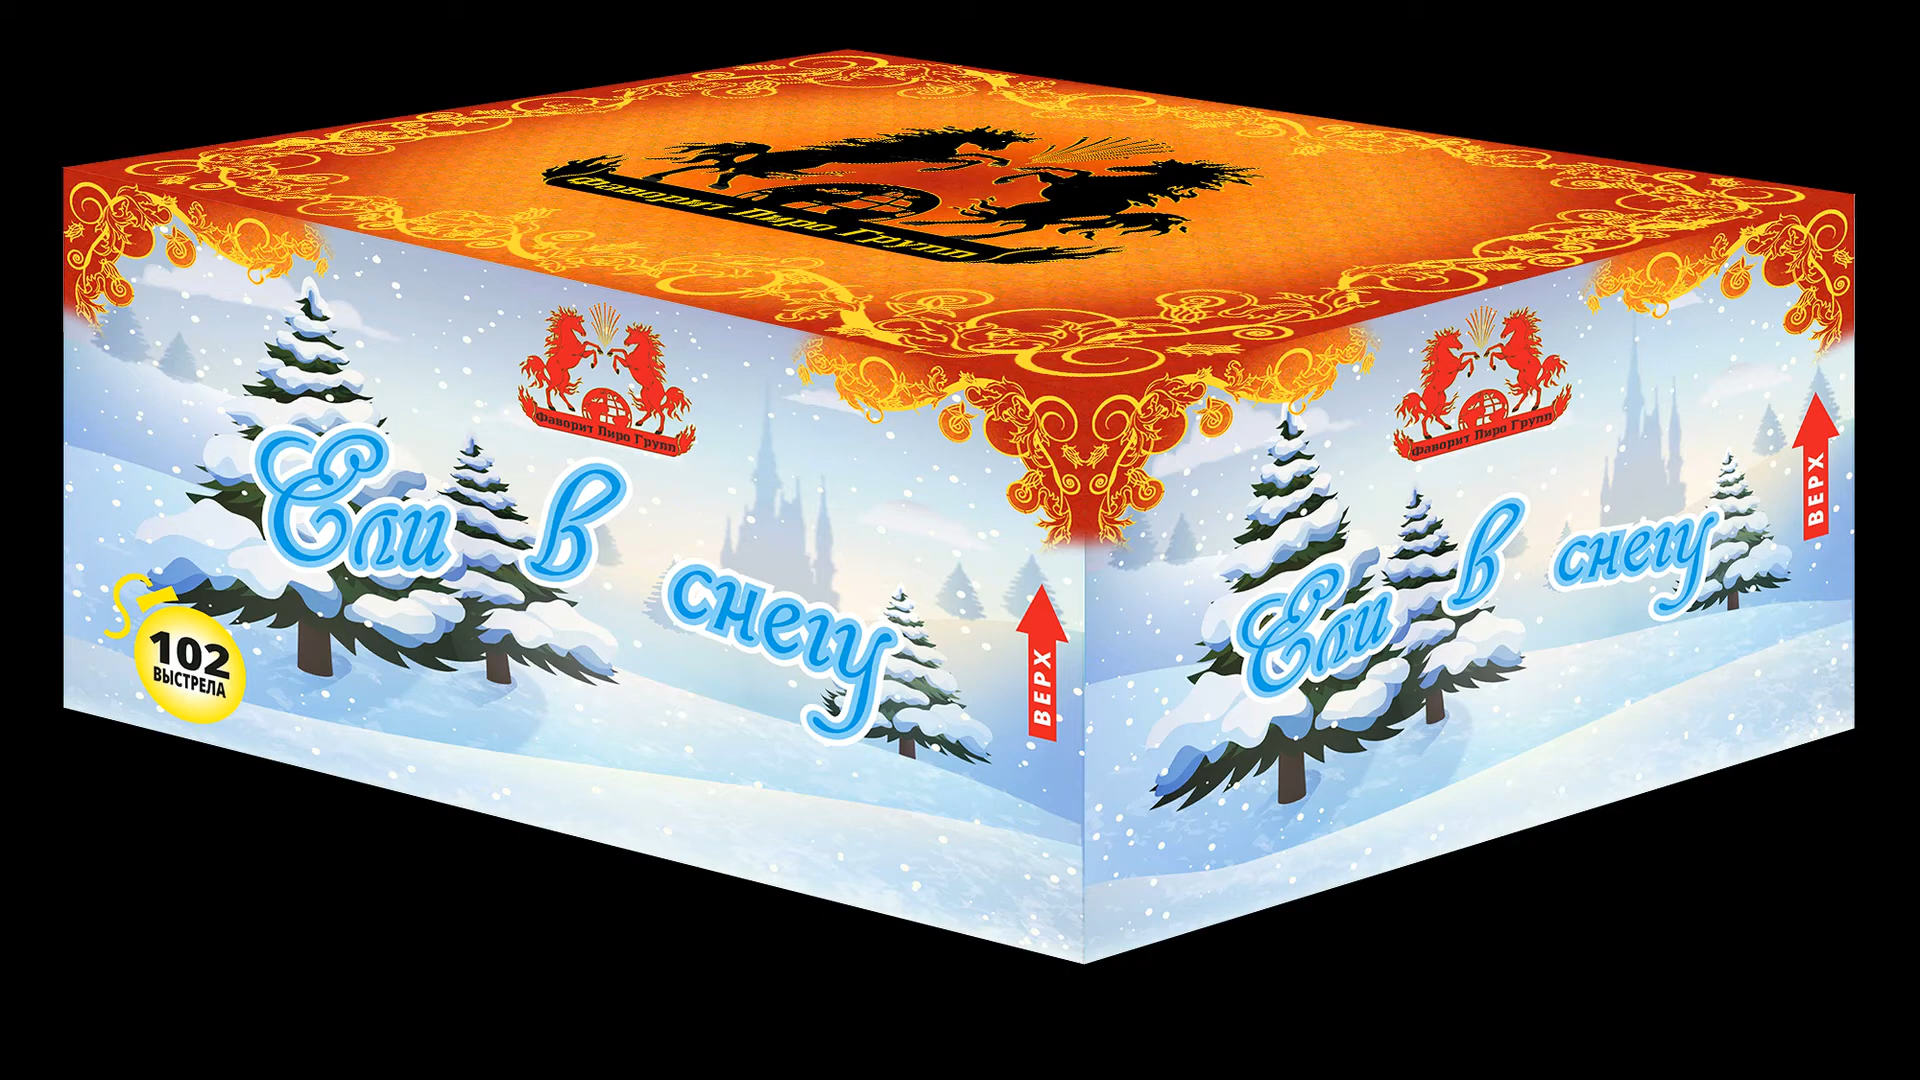 Фаворит Пиро Групп
Фаворит Пиро Групп
Ели в снегу
102
ВЫСТРЕЛА
ВЕРХ
Фаворит Пиро Групп
Ели в снегу
ВЕРХ